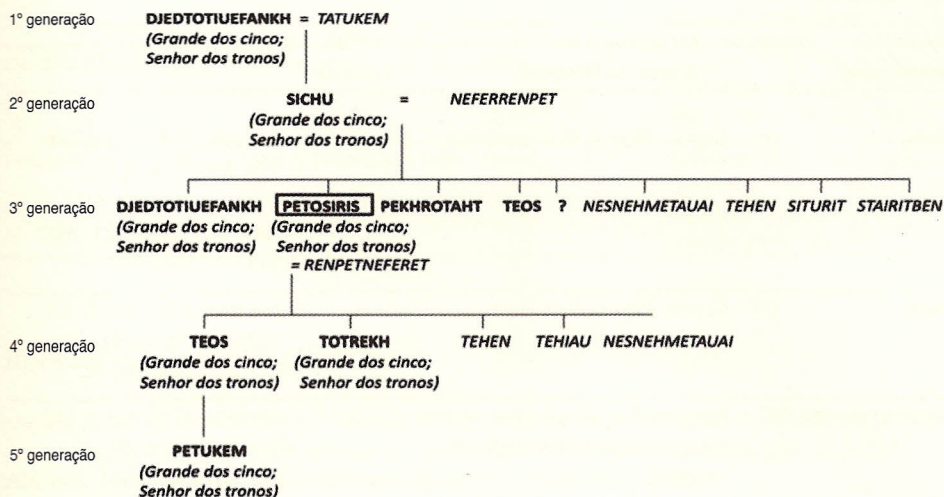 1º generação DJEDTOTIUEFANKH = TATUKEM
(Grande dos cinco;
Senhor dos tronos)
2º generação SICHU = NEFERRENPET
(Grande dos cinco;
Senhor dos tronos)
3º generação DJEDTOTIUEFANKH PETOSIRIS PEKHROTAHT TEOS ? NESNEHMETAUAI TEHEN SITURIT STAIRITBEN
(Grande dos cinco; (Grande dos cinco;
Senhor dos tronos) Senhor dos tronos)
= RENPETNEFERET
4º generação TEOS TOTREKH TEHEN TEHIAU NESNEHMETAUAI
(Grande dos cinco; (Grande dos cinco;
Senhor dos tronos) Senhor dos tronos)
5º generação PETUKEM
(Grande dos cinco;
Senhor dos tronos)